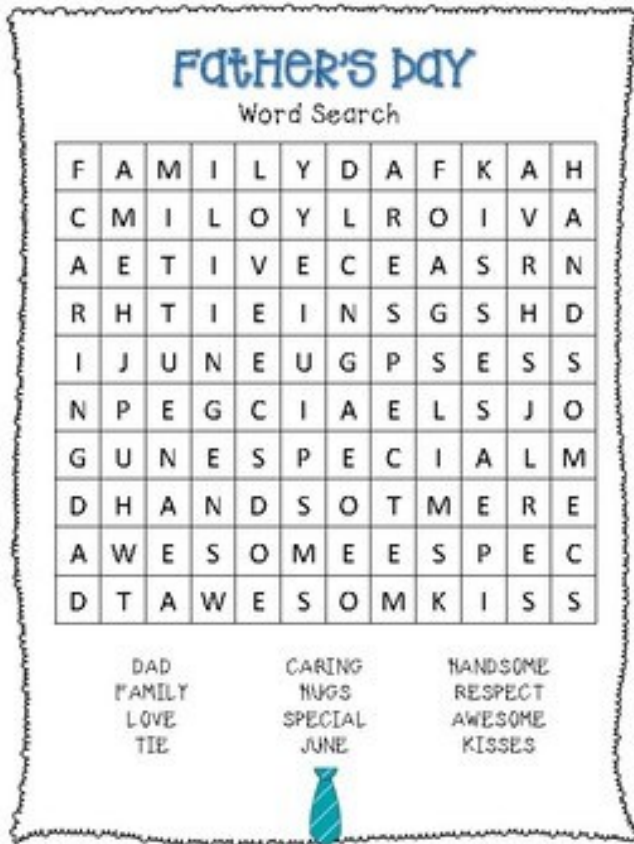 FATHER'S DAY
Word Search
F A M I L Y D A F K A H
C M I L O Y L R O I V A
A E T I V E C E A S R N
R H T I E I N S G S H D
I J U N E U G P S E S S
N P E G C I A E L S J O
G U N E S P E C I A L M
D H A N D S O T M E R E
A W E S O M E E S P E C
D T A W E S O M K I S S
DAD CARING HANDSOME
FAMILY HUGS RESPECT
LOVE SPECIAL AWESOME
TIE JUNE KISSES